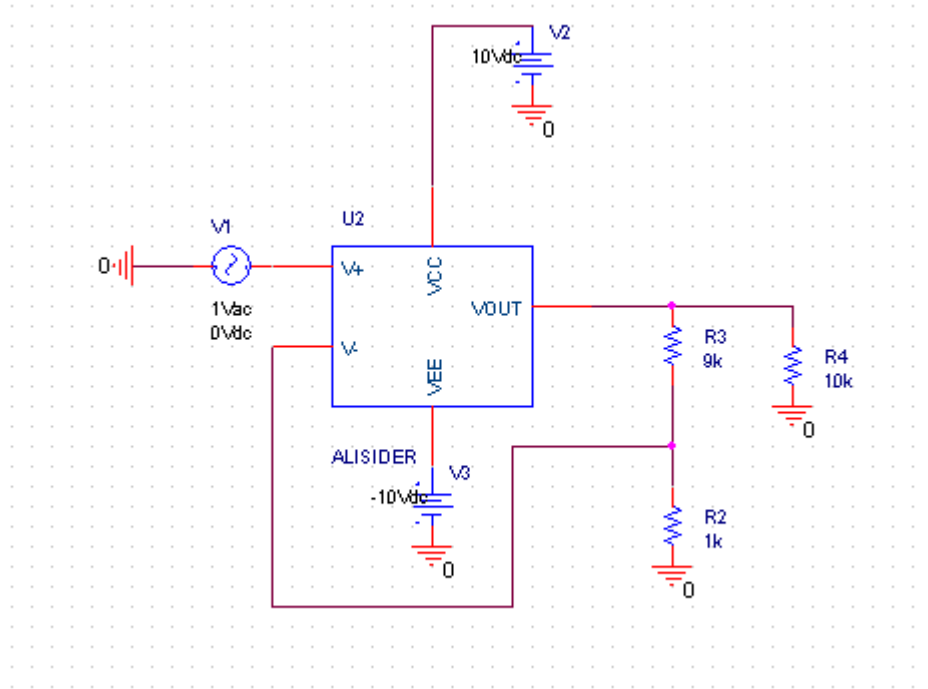 V2
10Vdc
0
U2
V1
0
V+
VCC
1Vac
0Vdc
VOUT
R3
9k
R4
10k
V-
VEE
0
ALISIDER
V3
-10Vdc
R2
1k
0
0